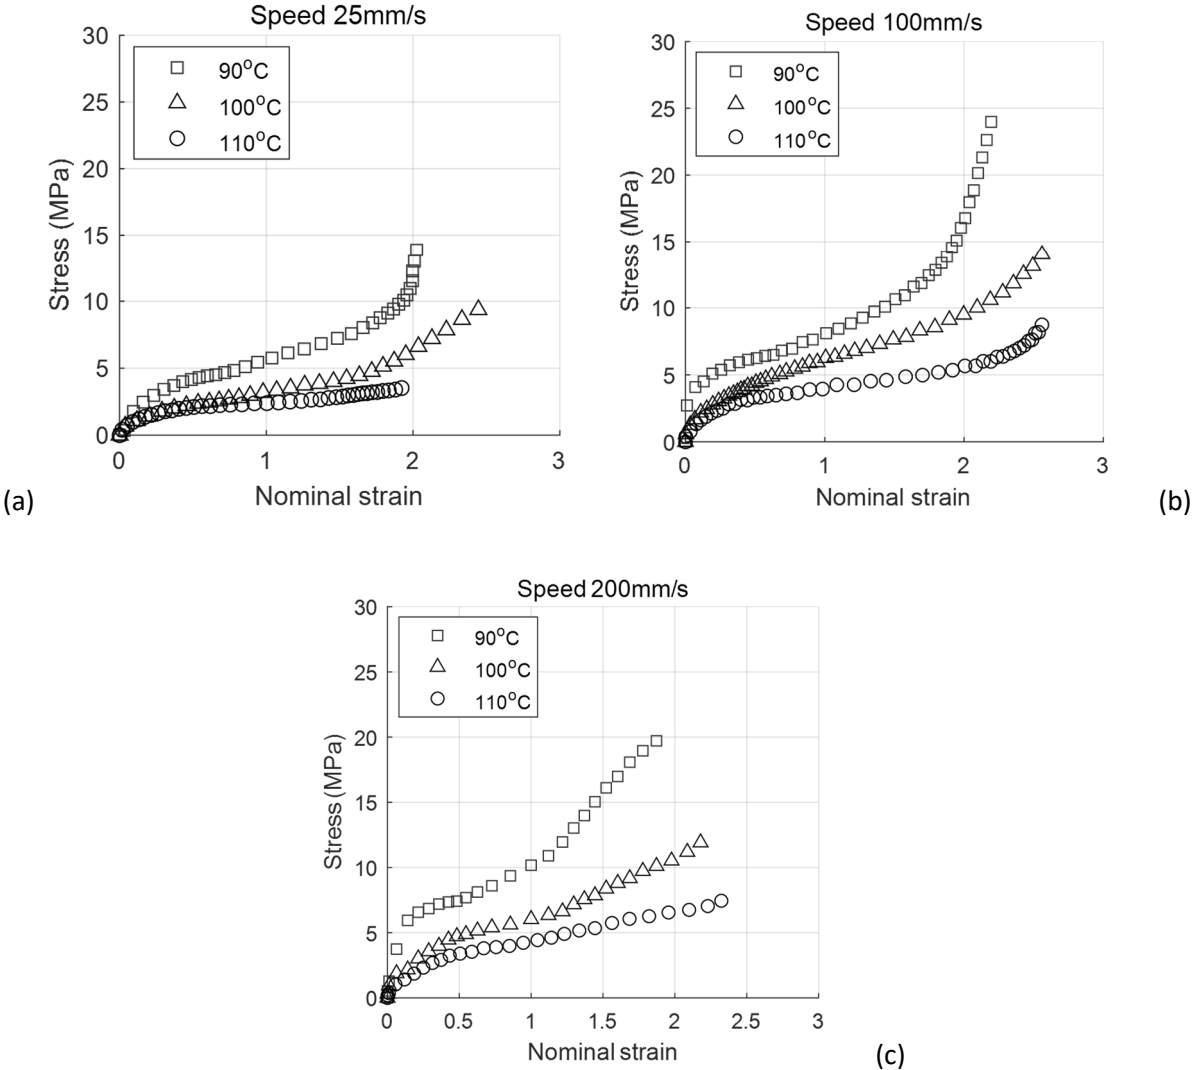 Speed 25mm/s
30
25
20
15
10
5
0
0 1 2 3
Stress (MPa)
Nominal strain
90°C
100°C
110°C
(a)
Speed 100mm/s
30
25
20
15
10
5
0
0 1 2 3
Stress (MPa)
Nominal strain
90°C
100°C
110°C
(b)
Speed 200mm/s
30
25
20
15
10
5
0
0 0.5 1 1.5 2 2.5 3
Stress (MPa)
Nominal strain
90°C
100°C
110°C
(c)